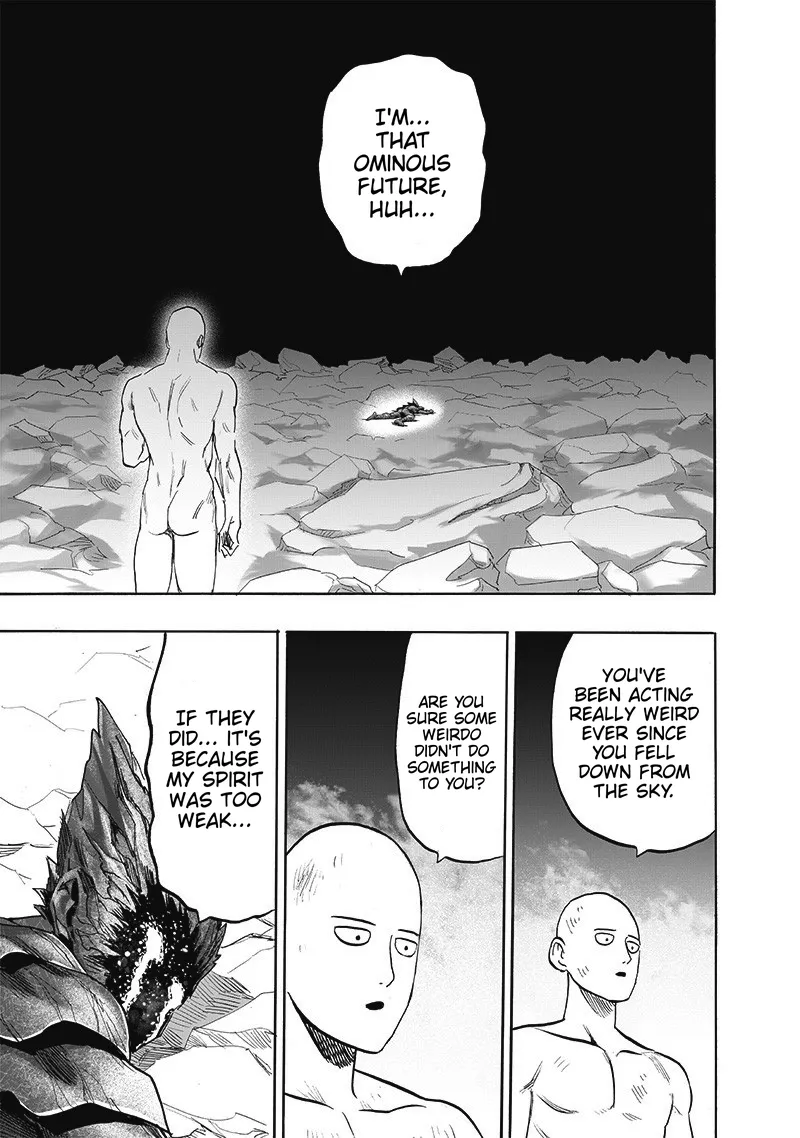 I'M...
THAT
OMINOUS
FUTURE,
HUH...
YOU'VE
BEEN ACTING
REALLY WEIRD
EVER SINCE
YOU FELL
DOWN FROM
THE SKY.
ARE YOU
SURE SOME
WEIRDO
DIDN'T DO
SOMETHING
TO YOU?
IF THEY
DID... IT'S
BECAUSE
MY SPIRIT
WAS TOO
WEAK...